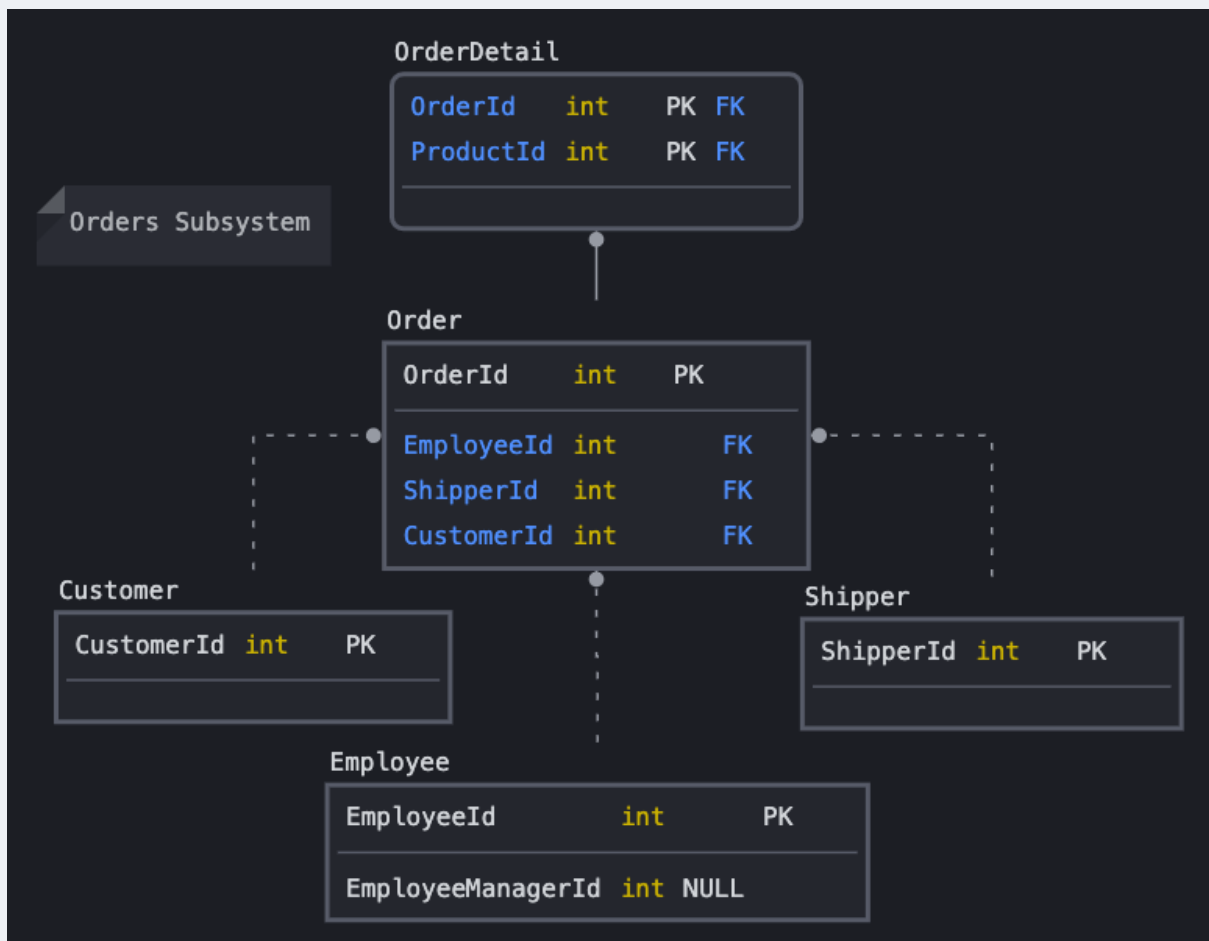 OrderDetail
OrderId int PK FK
ProductId int PK FK
Orders Subsystem
Order
OrderId int PK
EmployeeId int FK
ShipperId int FK
CustomerId int FK
Customer
CustomerId int PK
Shipper
ShipperId int PK
Employee
EmployeeId int PK
EmployeeManagerId int NULL